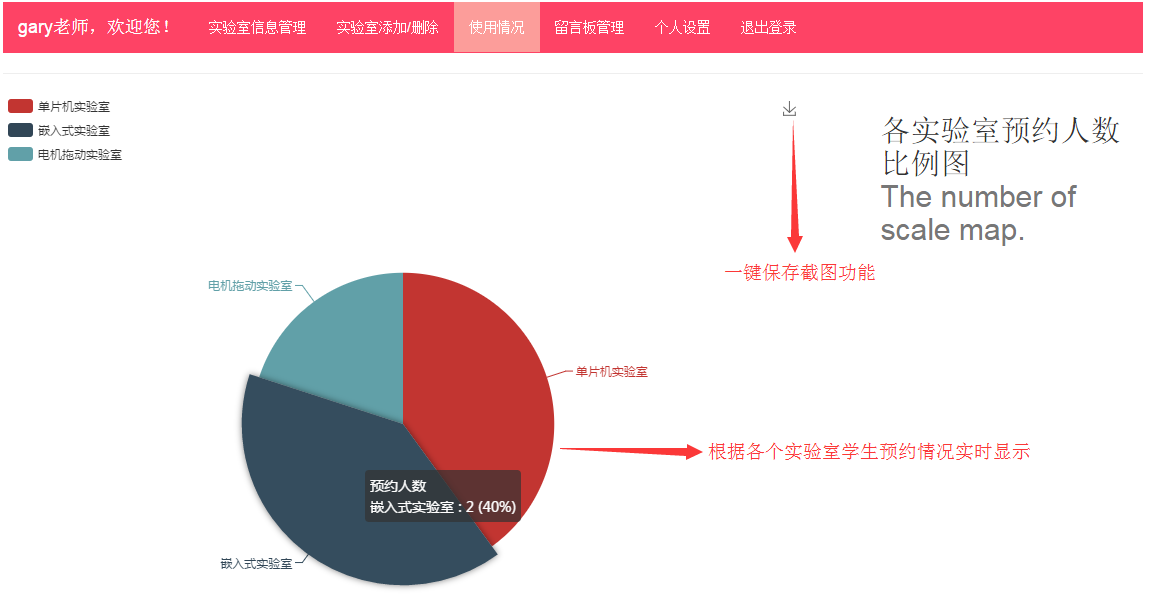 gary老师，欢迎您！
实验室信息管理
实验室添加/删除
使用情况
留言板管理
个人设置
退出登录
单片机实验室
嵌入式实验室
电机拖动实验室
各实验室预约人数
比例图
The number of
scale map.
一键保存截图功能
电机拖动实验室
单片机实验室
根据各个实验室学生预约情况实时显示
预约人数
嵌入式实验室 : 2 (40%)
嵌入式实验室